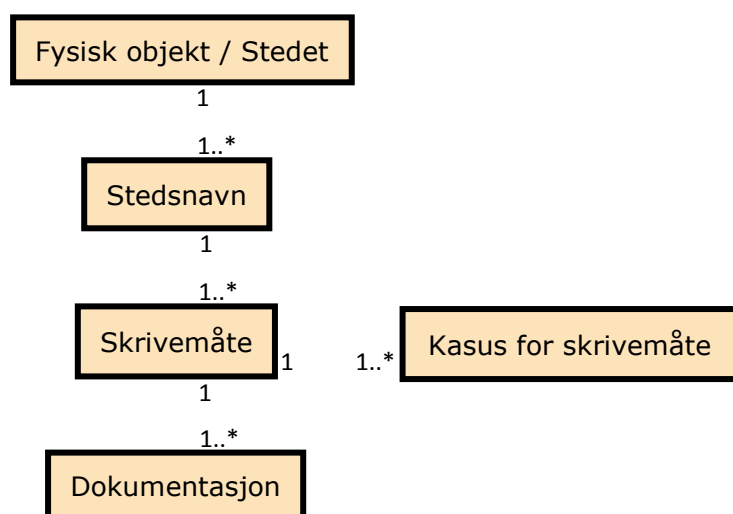 Fysisk objekt / Stedet
1
1..*
Stedsnavn
1
1..*
Skrivemåte
1
1..*
Kasus for skrivemåte
1
1..*
Dokumentasjon